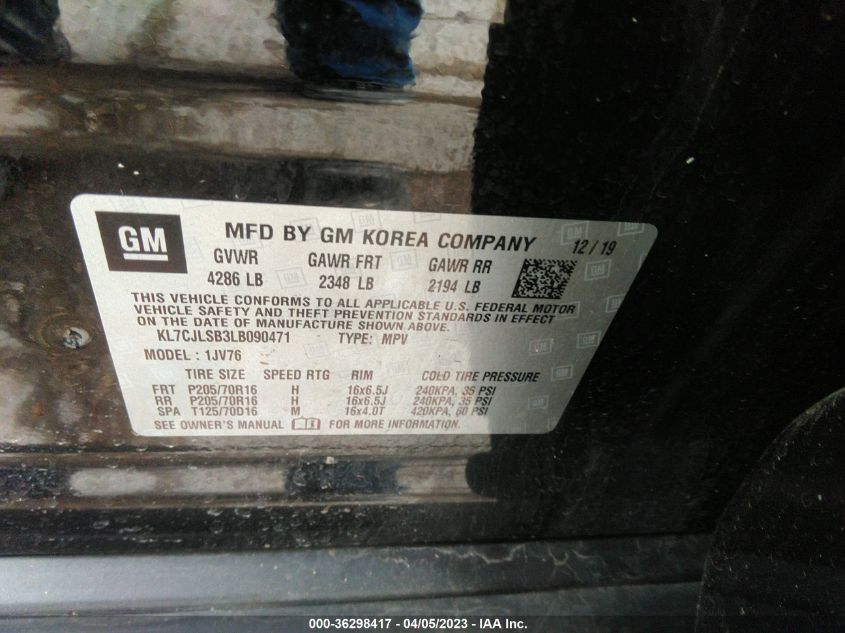 GM
MFD BY GM KOREA COMPANY 12/19
GVWR GAWR FRT GAWR RR
4286 LB 2348 LB 2194 LB
THIS VEHICLE CONFORMS TO ALL APPLICABLE U.S. FEDERAL MOTOR
VEHICLE SAFETY AND THEFT PREVENTION STANDARDS IN EFFECT
ON THE DATE OF MANUFACTURE SHOWN ABOVE.
KL7CJLSB3LB090471 TYPE: MPV
MODEL: 1JV76
TIRE SIZE SPEED RTG RIM COLD TIRE PRESSURE
FRT P205/70R16 H 16x6.5J 240KPA, 35 PSI
RR P205/70R16 H 16x6.5J 240KPA, 35 PSI
SPA T125/70D16 M 16x4.0T 420KPA, 60 PSI
SEE OWNER'S MANUAL FOR MORE INFORMATION.
000-36298417 - 04/05/2023 - IAA Inc.